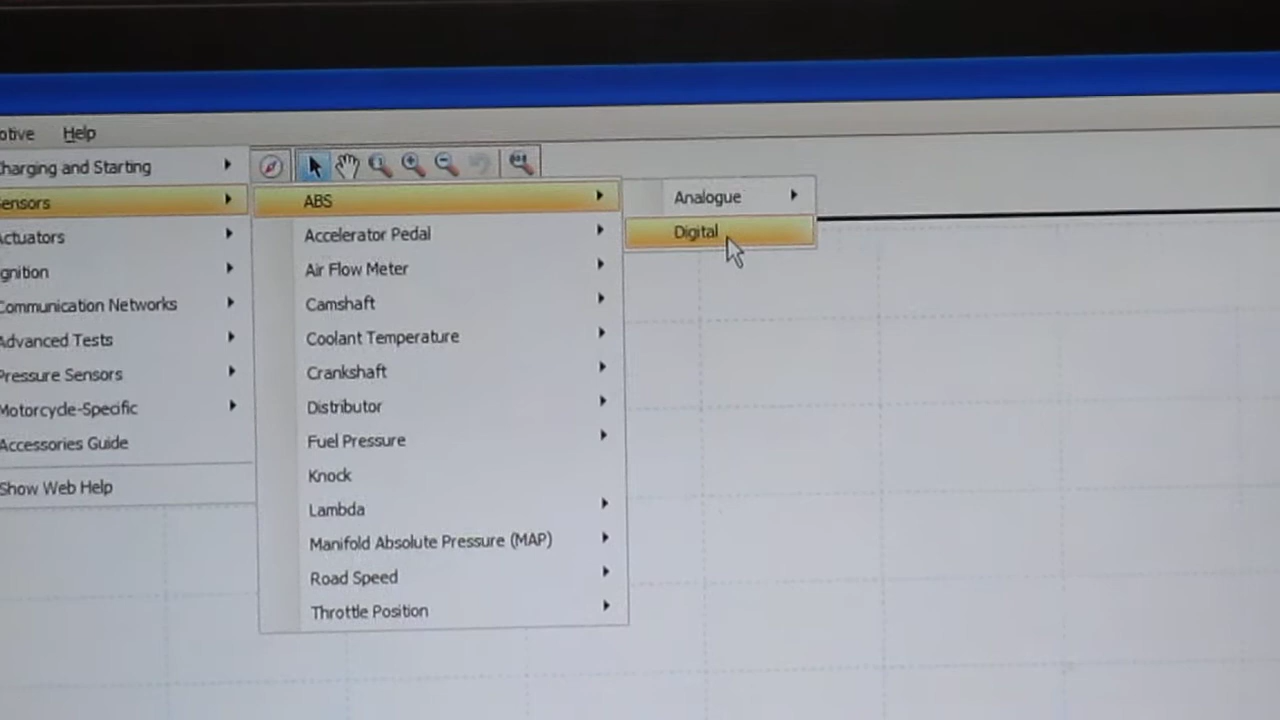 otive Help
Charging and Starting
ensors
Actuators
gnition
Communication Networks
Advanced Tests
Pressure Sensors
Motorcycle-Specific
Accessories Guide
Show Web Help
ABS
Accelerator Pedal
Air Flow Meter
Camshaft
Coolant Temperature
Crankshaft
Distributor
Fuel Pressure
Knock
Lambda
Manifold Absolute Pressure (MAP)
Road Speed
Throttle Position
Analogue
Digital